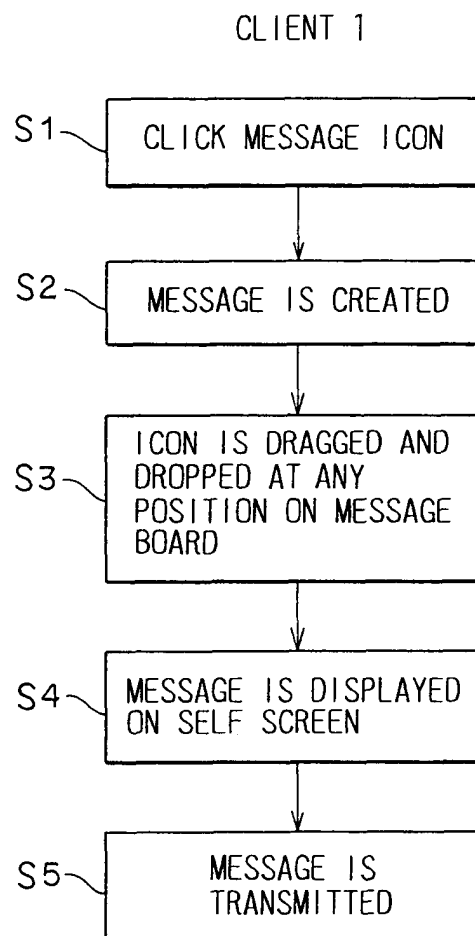 CLIENT 1
S1
CLICK MESSAGE ICON
S2
MESSAGE IS CREATED
S3
ICON IS DRAGGED AND
DROPPED AT ANY
POSITION ON MESSAGE
BOARD
S4
MESSAGE IS DISPLAYED
ON SELF SCREEN
S5
MESSAGE IS
TRANSMITTED